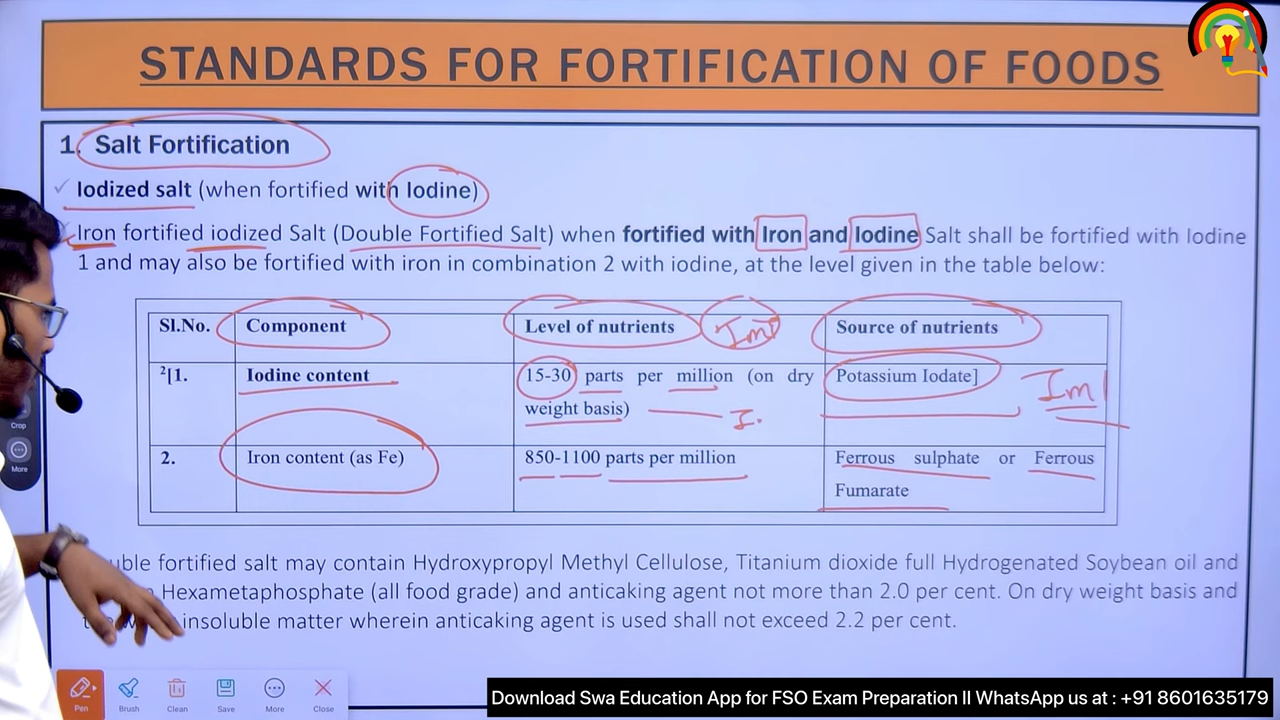 STANDARDS FOR FORTIFICATION OF FOODS
1. Salt Fortification
✓ Iodized salt (when fortified with Iodine)
Iron fortified iodized Salt (Double Fortified Salt) when fortified with Iron and Iodine Salt shall be fortified with Iodine
1 and may also be fortified with iron in combination 2 with iodine, at the level given in the table below:
Sl.No. Component Level of nutrients Imp Source of nutrients
²[1. Iodine content 15-30 parts per million (on dry Potassium Iodate] Imp
weight basis) I.
2. Iron content (as Fe) 850-1100 parts per million Ferrous sulphate or Ferrous
Fumarate
fortified salt may contain Hydroxypropyl Methyl Cellulose, Titanium dioxide full Hydrogenated Soybean oil and
Hexametaphosphate (all food grade) and anticaking agent not more than 2.0 per cent. On dry weight basis and
insoluble matter wherein anticaking agent is used shall not exceed 2.2 per cent.
Crop
More
Pen Brush Clean Save More Close
Download Swa Education App for FSO Exam Preparation II WhatsApp us at : +91 8601635179